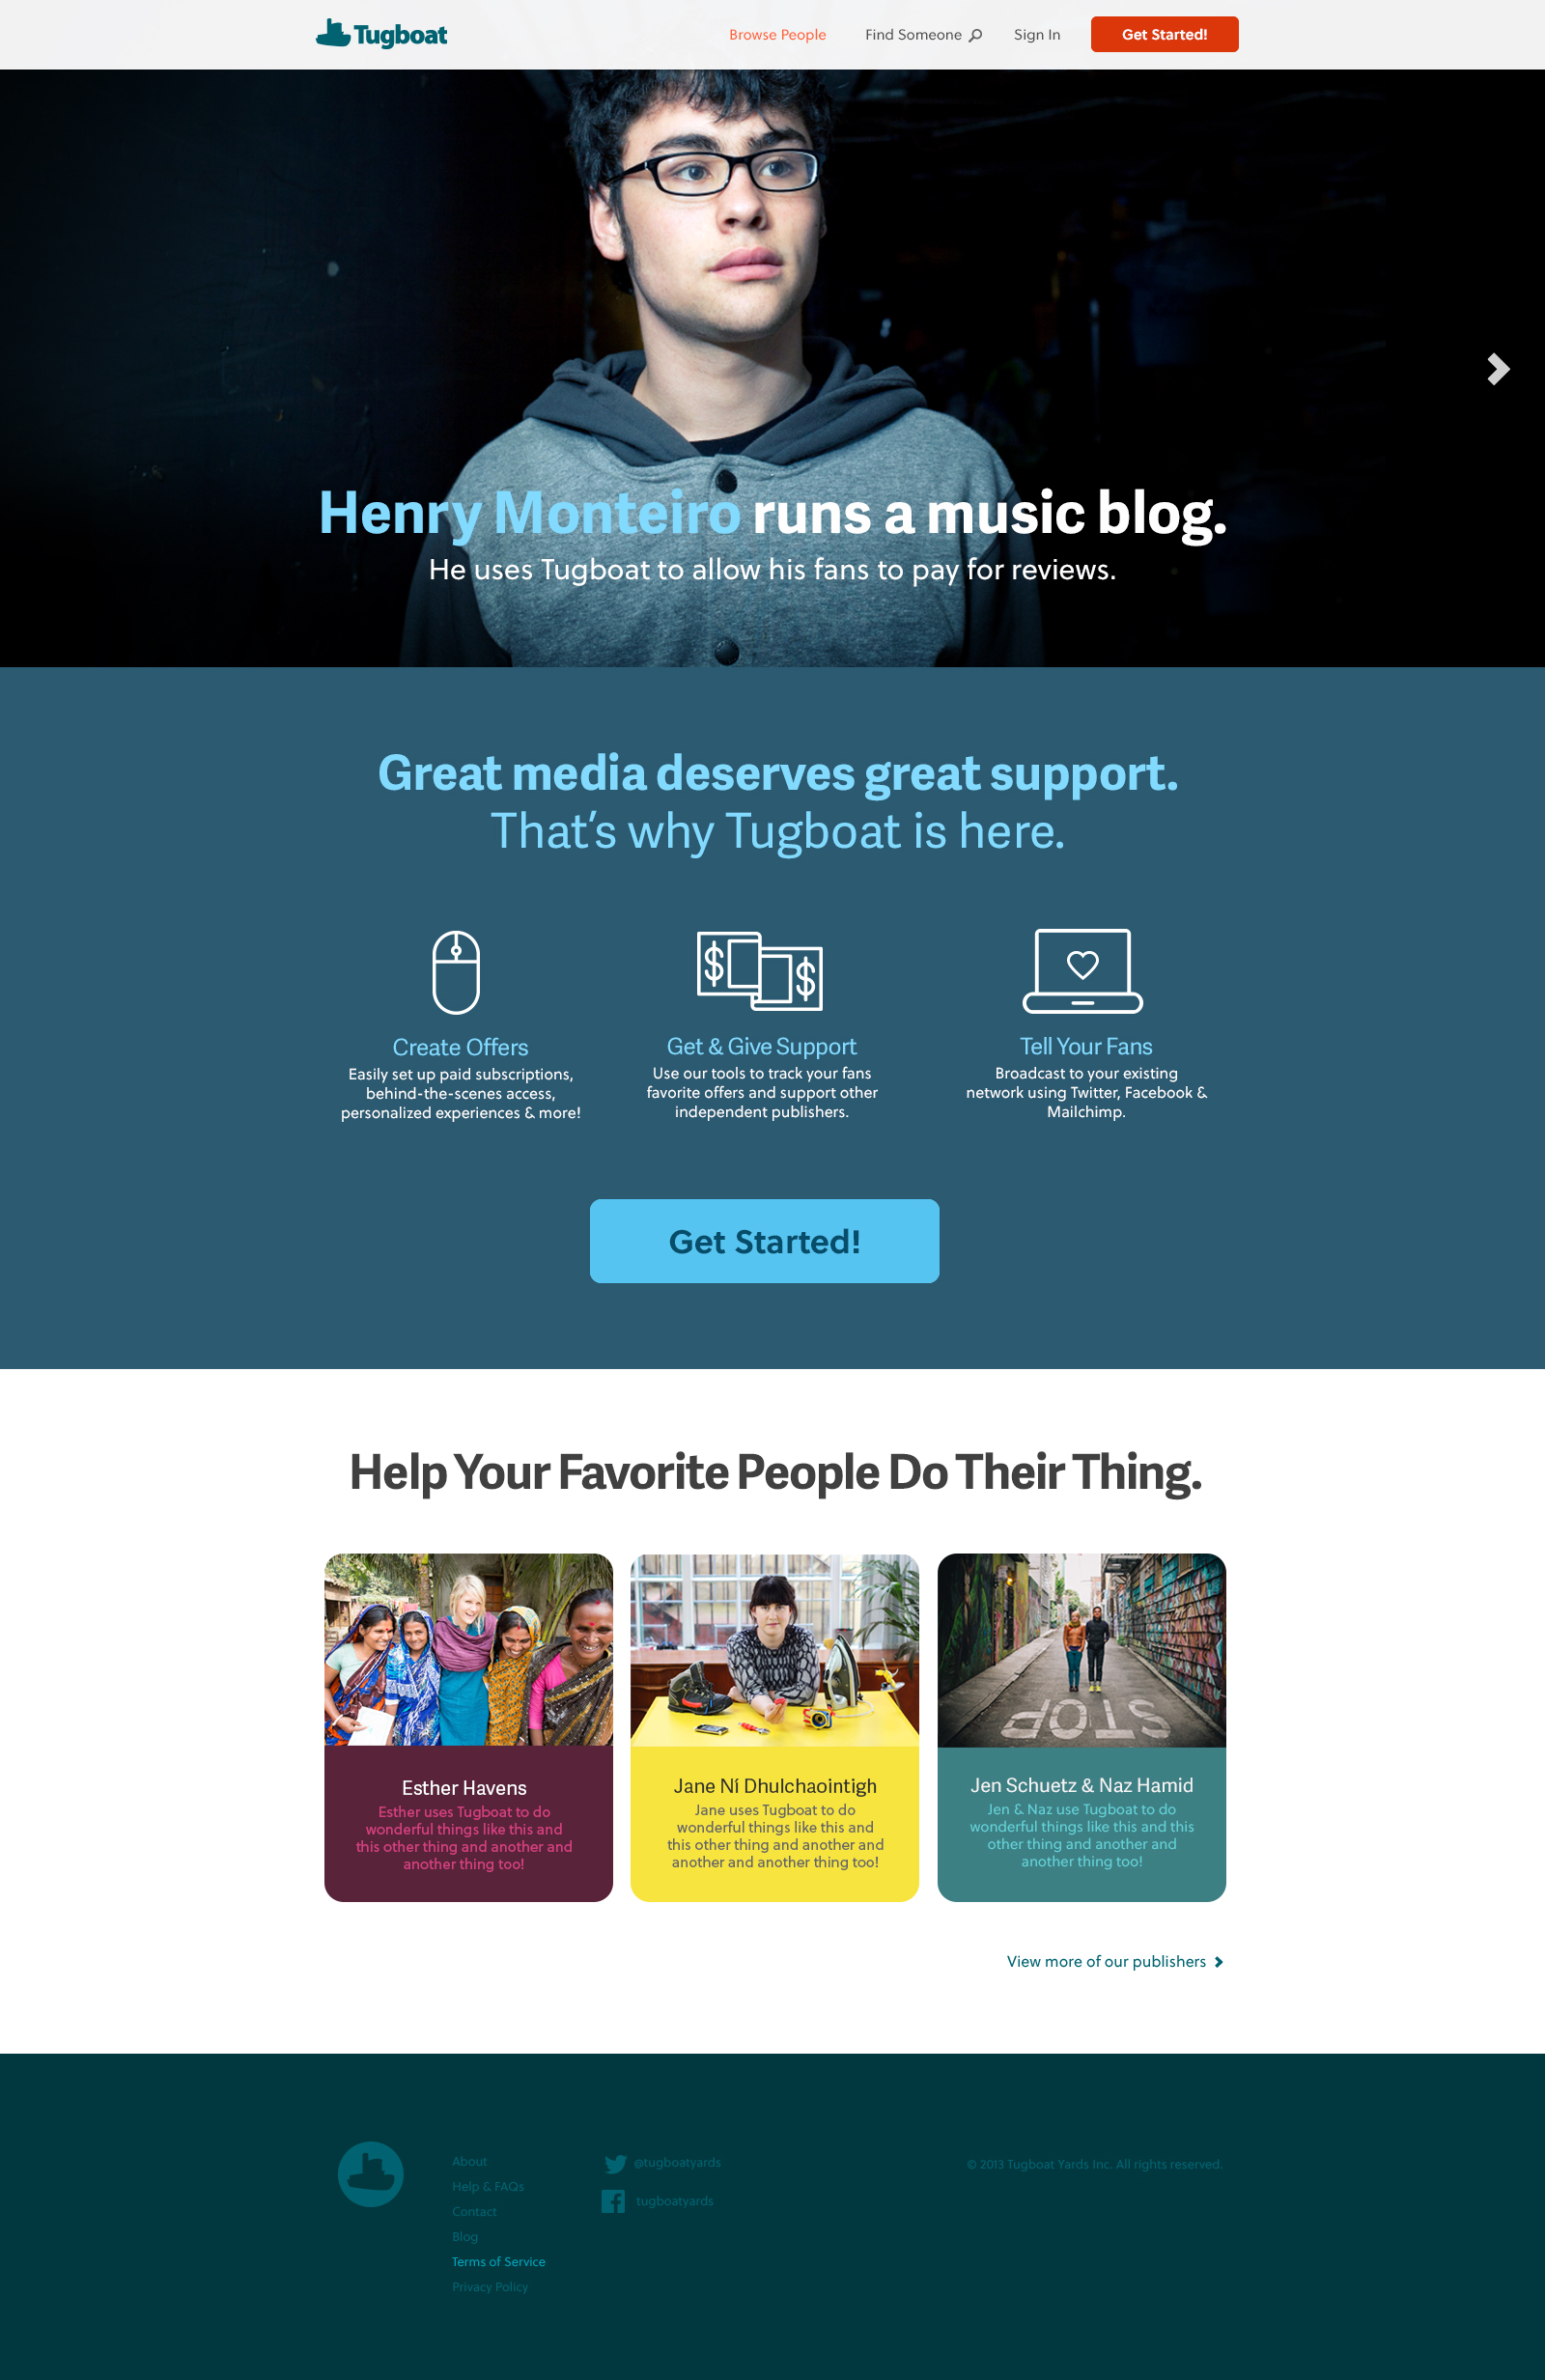 Tugboat
Browse People
Find Someone
Sign In
Get Started!
Henry Monteiro runs a music blog.
He uses Tugboat to allow his fans to pay for reviews.
Great media deserves great support.
That’s why Tugboat is here.
Create Offers
Easily set up paid subscriptions,
behind-the-scenes access,
personalized experiences & more!
Get & Give Support
Use our tools to track your fans
favorite offers and support other
independent publishers.
Tell Your Fans
Broadcast to your existing
network using Twitter, Facebook &
Mailchimp.
Get Started!
Help Your Favorite People Do Their Thing.
Esther Havens
Esther uses Tugboat to do
wonderful things like this and
this other thing and another and
another thing too!
Jane Ní Dhulchaointigh
Jane uses Tugboat to do
wonderful things like this and
this other thing and another and
another and another thing too!
STOP
Jen Schuetz & Naz Hamid
Jen & Naz use Tugboat to do
wonderful things like this and this
other thing and another and
another thing too!
View more of our publishers
About
Help & FAQs
Contact
Blog
Terms of Service
Privacy Policy
@tugboatyards
tugboatyards
© 2013 Tugboat Yards Inc. All rights reserved.